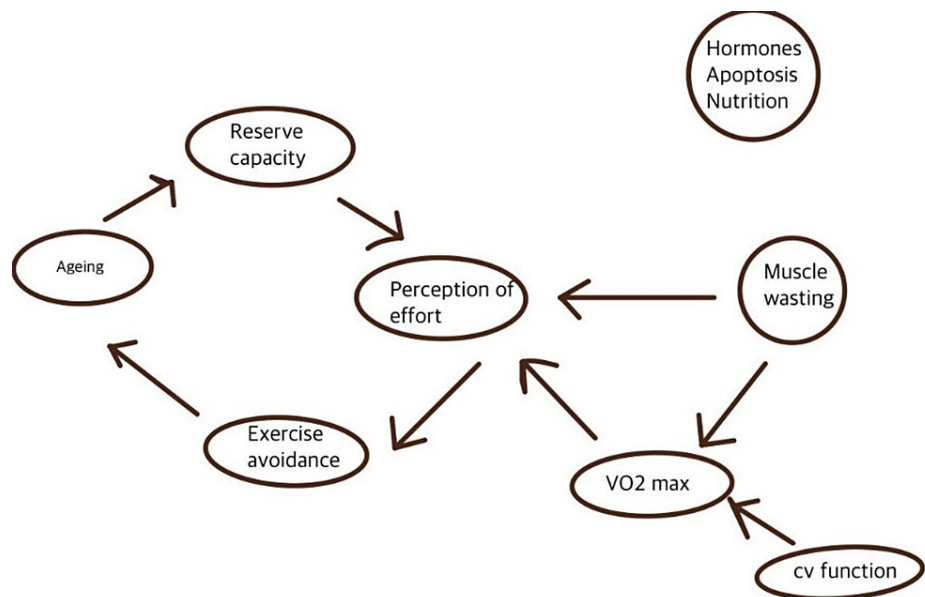 Hormones
Apoptosis
Nutrition
Reserve
capacity
Ageing
Perception of
effort
Muscle
wasting
Exercise
avoidance
VO2 max
cv function